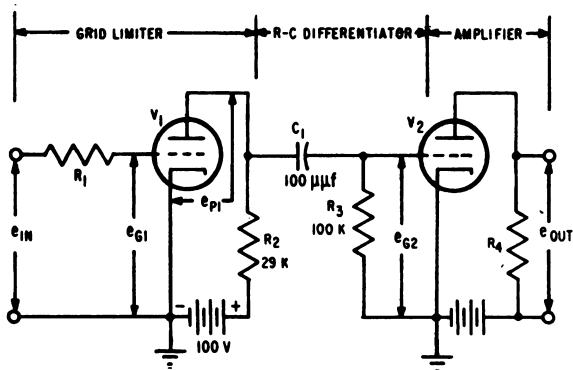 GRID LIMITER
R-C DIFFERENTIATOR
AMPLIFIER
V1
V2
C1
100 μμf
R1
eIN
eG1
eP1
R2
29 K
R3
100 K
eG2
R4
eOUT
- +
100 V